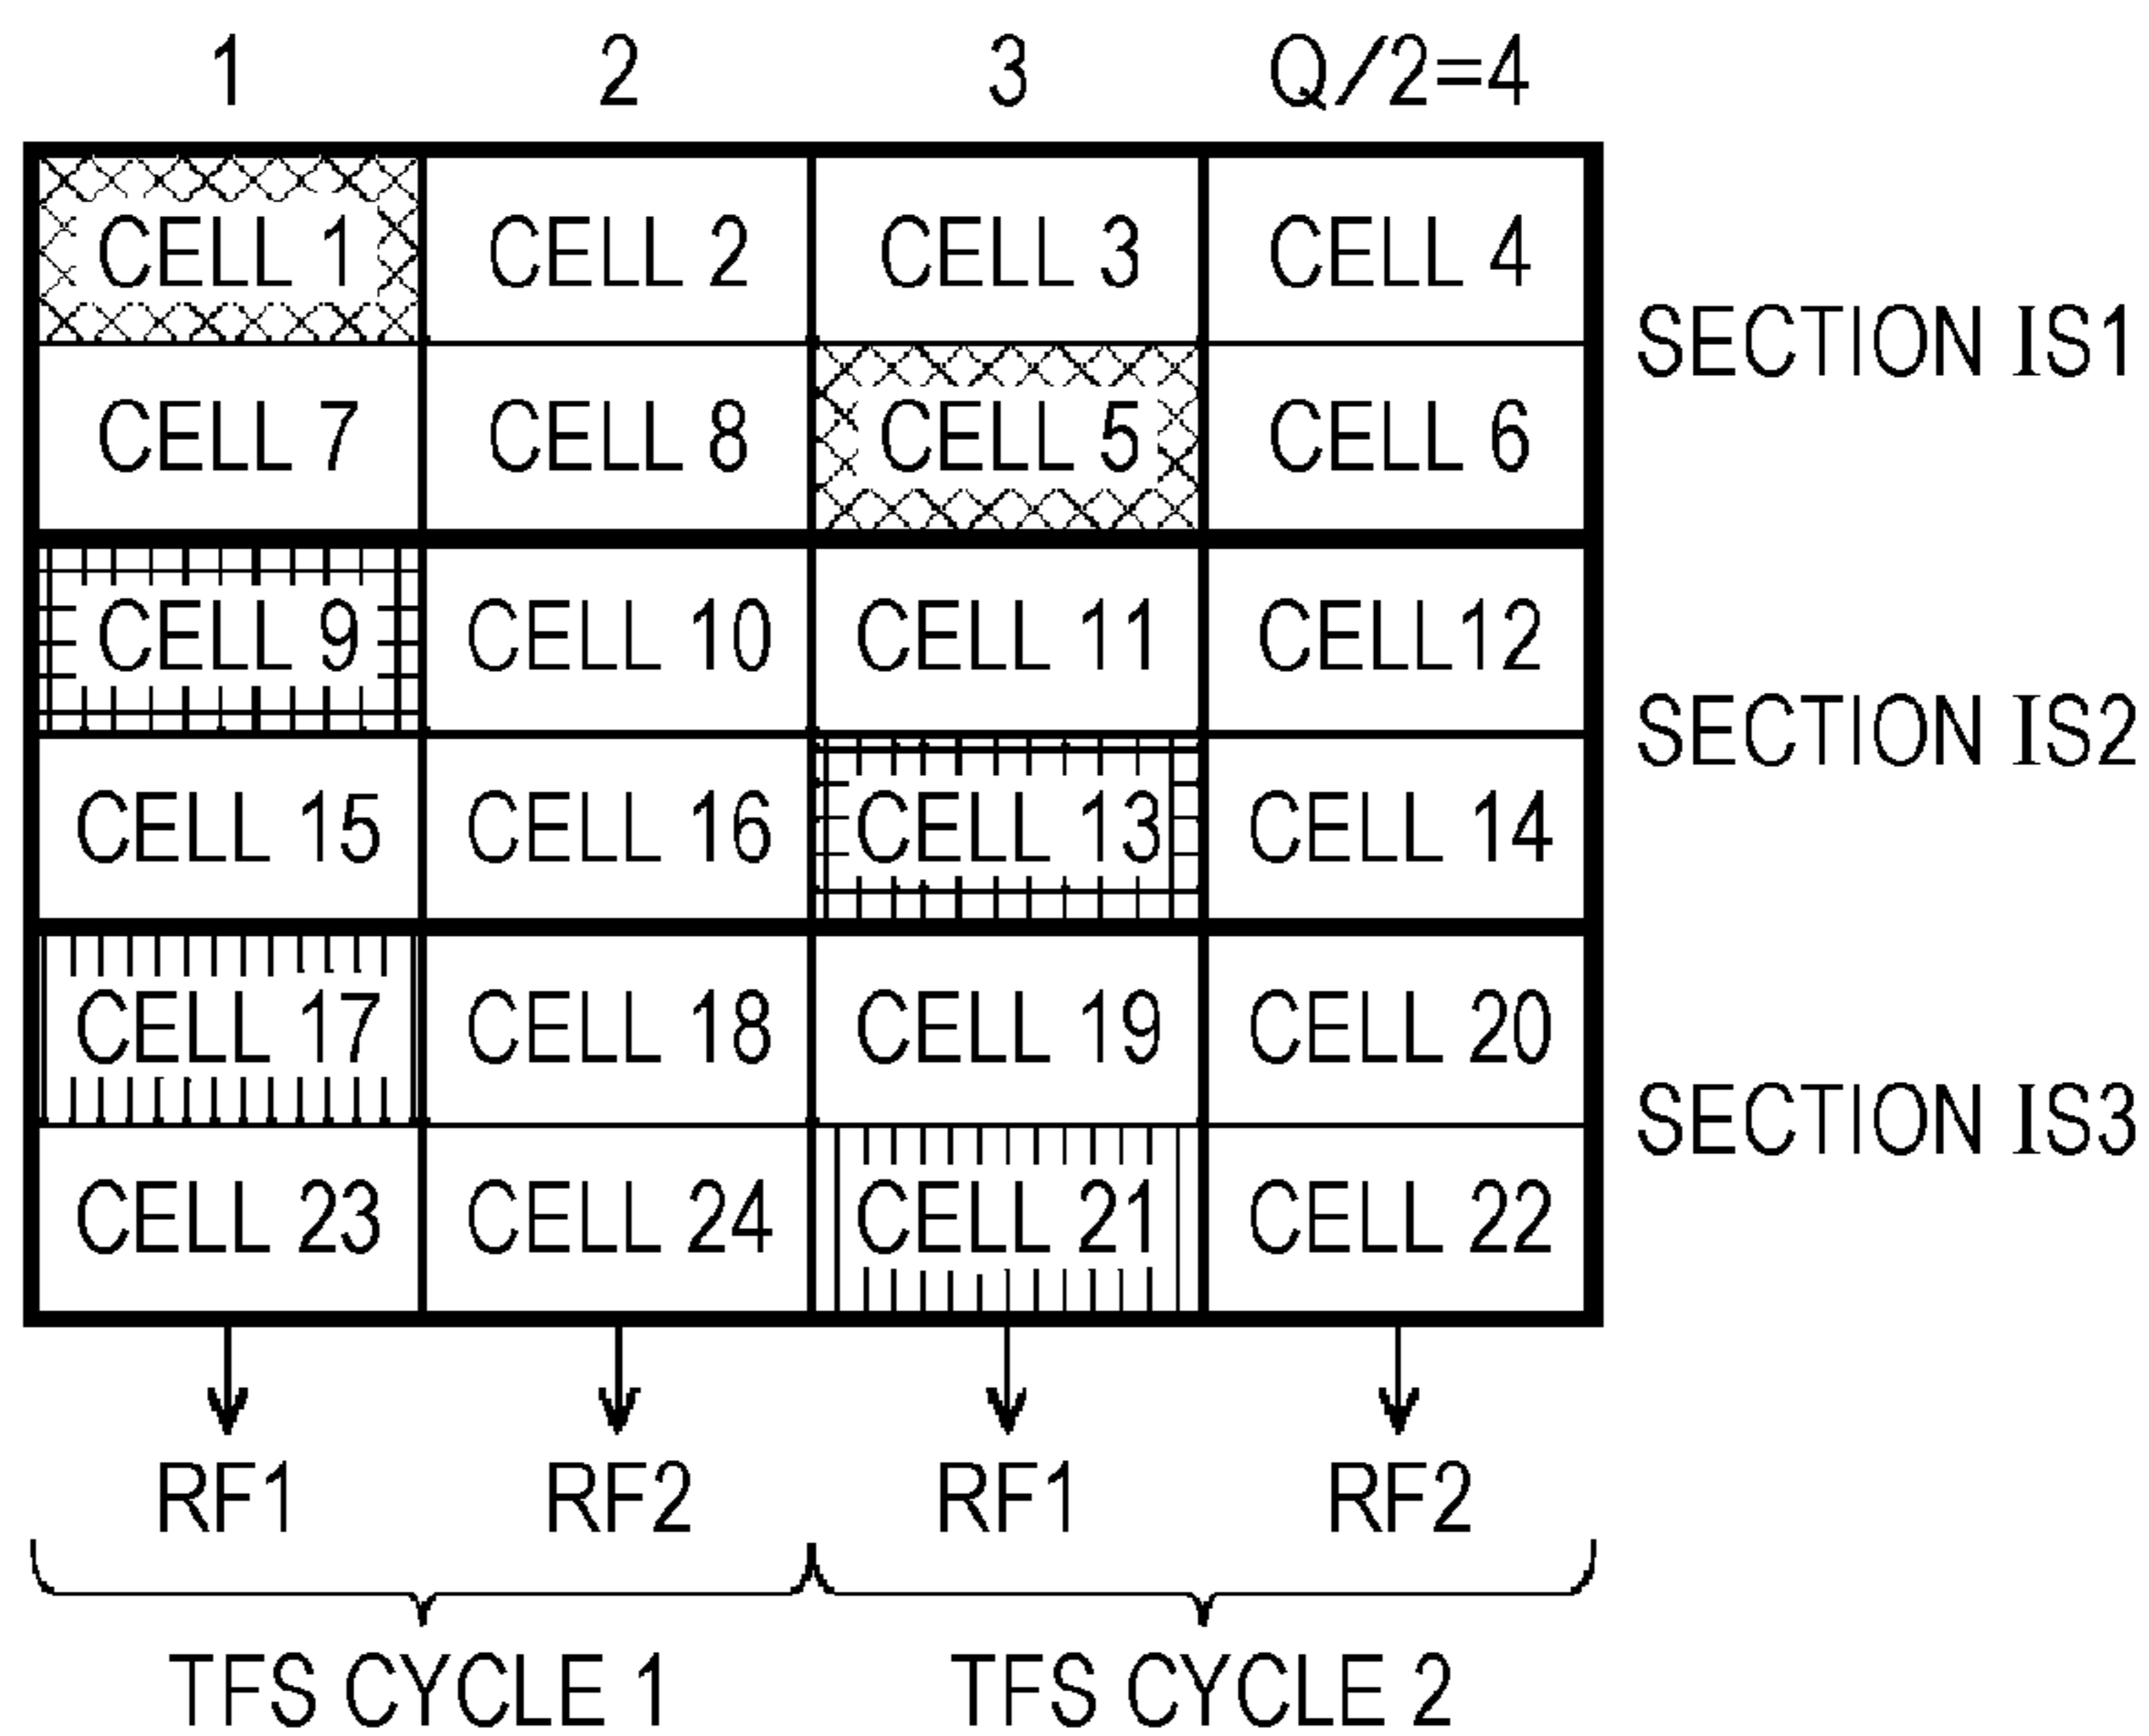 1 2 3 Q/2=4
CELL 1 CELL 2 CELL 3 CELL 4
SECTION IS1
CELL 7 CELL 8 CELL 5 CELL 6
CELL 9 CELL 10 CELL 11 CELL12
SECTION IS2
CELL 15 CELL 16 CELL 13 CELL 14
CELL 17 CELL 18 CELL 19 CELL 20
SECTION IS3
CELL 23 CELL 24 CELL 21 CELL 22
RF1 RF2 RF1 RF2
TFS CYCLE 1 TFS CYCLE 2